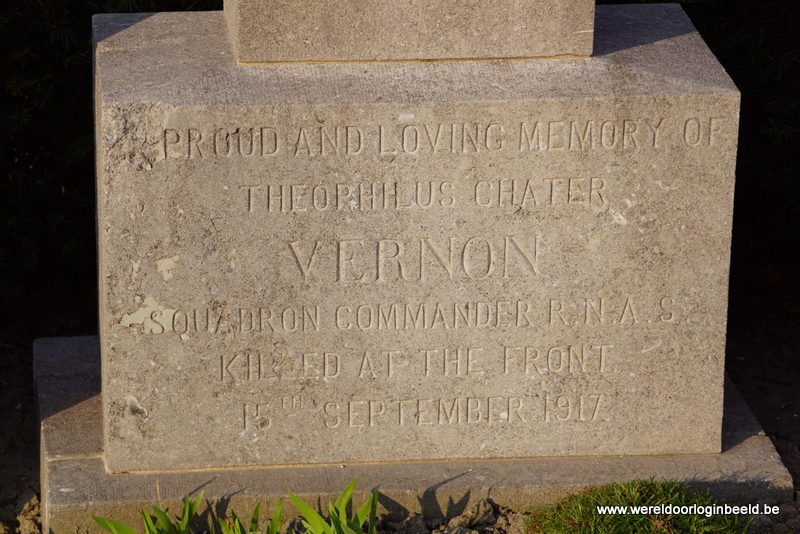 PROUD AND LOVING MEMORY OF
THEOPHILUS CHATER
VERNON
SQUADRON COMMANDER R.N.A.S.
KILLED AT THE FRONT
15TH SEPTEMBER 1917.
www.wereldoorloginbeeld.be